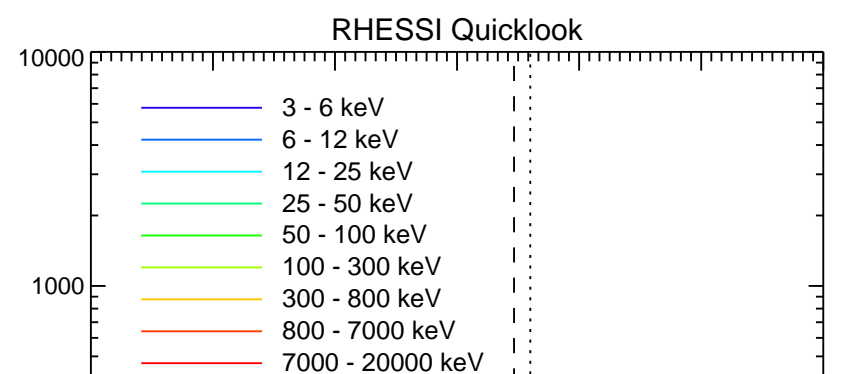 RHESSI Quicklook
10000
3 - 6 keV
6 - 12 keV
12 - 25 keV
25 - 50 keV
50 - 100 keV
100 - 300 keV
1000
300 - 800 keV
800 - 7000 keV
7000 - 20000 keV